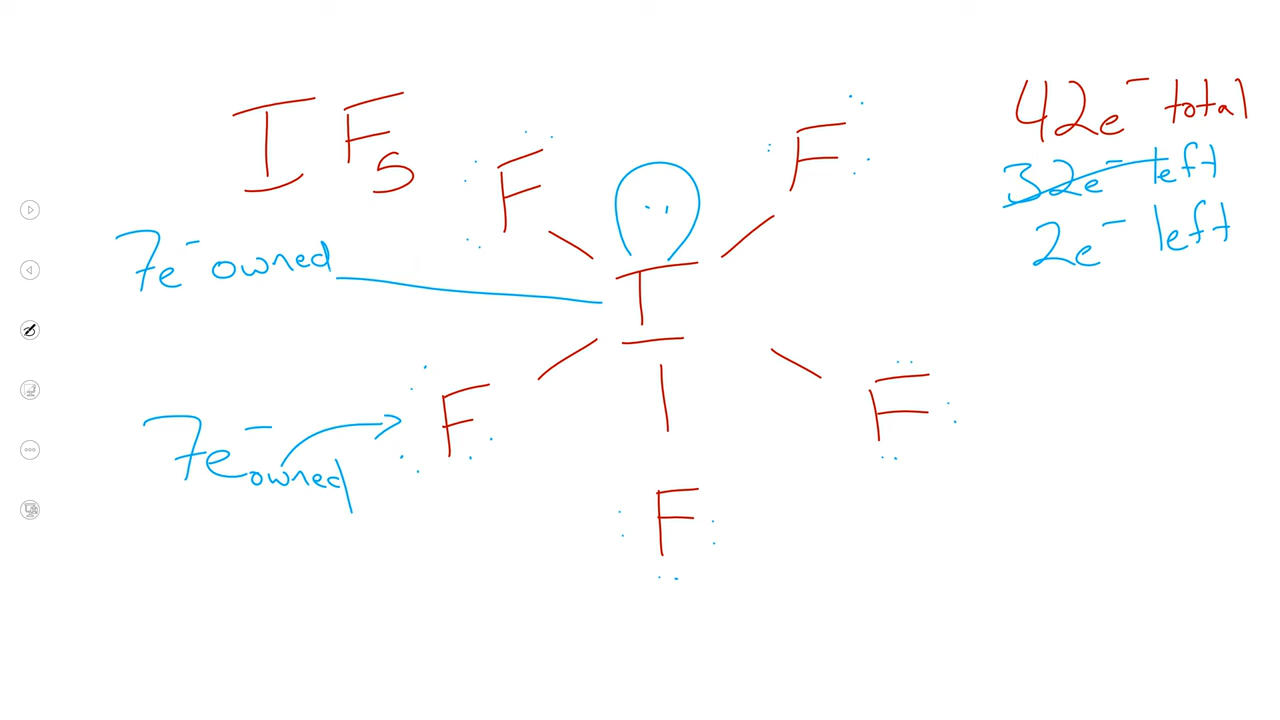 IF₅
42e⁻ total
32e⁻ left
2e⁻ left
F
F
7e⁻ owned
I
7e⁻ owned
F
F
F